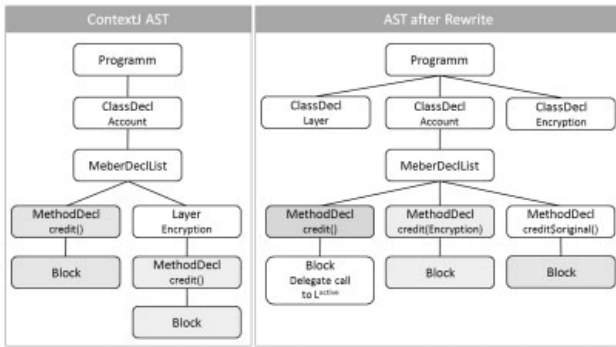 ContextJ AST
Programm
ClassDecl
Account
MeberDeclList
MethodDecl
credit()
Layer
Encryption
Block
MethodDecl
credit()
Block
AST after Rewrite
Programm
ClassDecl
Layer
ClassDecl
Account
ClassDecl
Encryption
MeberDeclList
MethodDecl
credit()
MethodDecl
credit(Encryption)
MethodDecl
credit$original()
Block
Delegate call
to Lactive
Block
Block